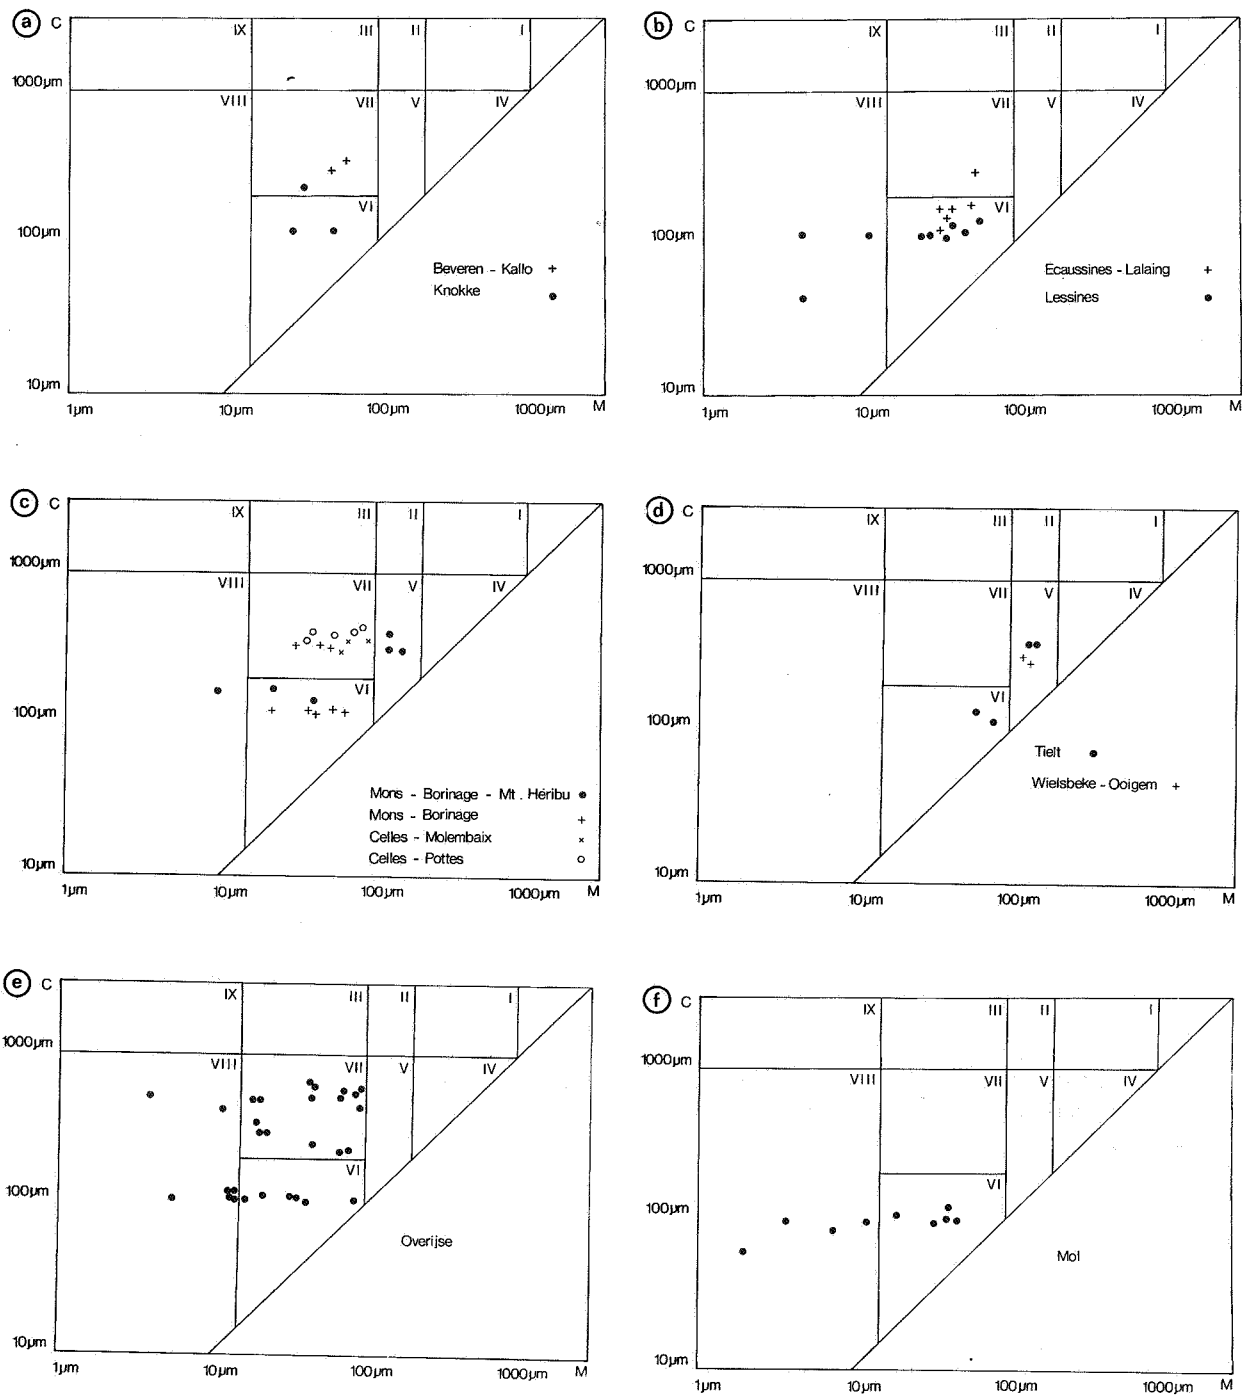 a C IX III II I
1000µm VIII VII V IV
VI
100µm
Beveren - Kallo +
Knokke
10µm
1µm 10µm 100µm 1000µm M
b C IX III II I
1000µm VIII VII V IV
VI
100µm
Ecaussines - Lalaing +
Lessines
10µm
1µm 10µm 100µm 1000µm M
c C IX III II I
1000µm VIII VII V IV
VI
100µm
Mons - Borinage - Mt. Héribu
Mons - Borinage +
Celles - Molembaix ×
Celles - Pottes
10µm
1µm 10µm 100µm 1000µm M
d C IX III II I
1000µm VIII VII V IV
VI
100µm
Tielt
Wielsbeke - Ooigem +
10µm
1µm 10µm 100µm 1000µm M
e C IX III II I
1000µm VIII VII V IV
VI
100µm
Overijse
10µm
1µm 10µm 100µm 1000µm M
f C IX III II I
1000µm VIII VII V IV
VI
100µm
Mol
10µm
1µm 10µm 100µm 1000µm M